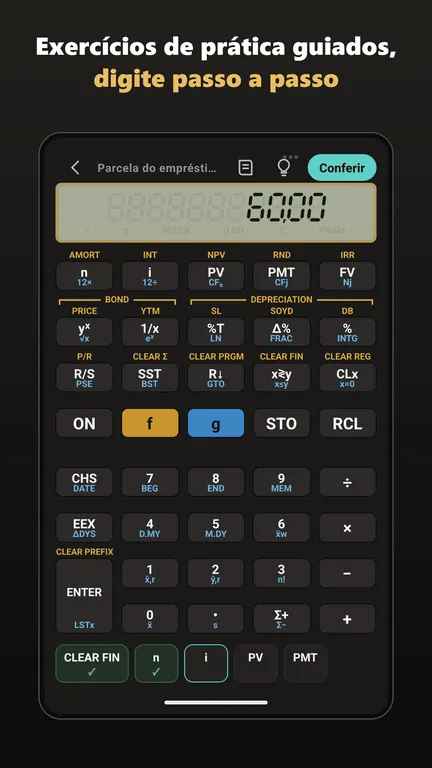 Exercícios de prática guiados,
digite passo a passo
Parcela do emprésti...
Conferir
60,00
AMORT INT NPV RND IRR
n i PV PMT FV
12× 12÷ CF₀ CFj Nj
BOND DEPRECIATION
PRICE YTM SL SOYD DB
yˣ 1/x %T Δ% %
√x eˣ LN FRAC INTG
P/R CLEAR Σ CLEAR PRGM CLEAR FIN CLEAR REG
R/S SST R↓ x≷y CLx
PSE BST GTO x≤y x=0
ON f g STO RCL
CHS 7 8 9 ÷
DATE BEG END MEM
EEX 4 5 6 ×
ΔDYS D.MY M.DY x̄w
CLEAR PREFIX
1 2 3 −
x̂,r ŷ,r n!
ENTER
0 • Σ+ +
LSTx x̄ s Σ−
CLEAR FIN n i PV PMT
✓ ✓